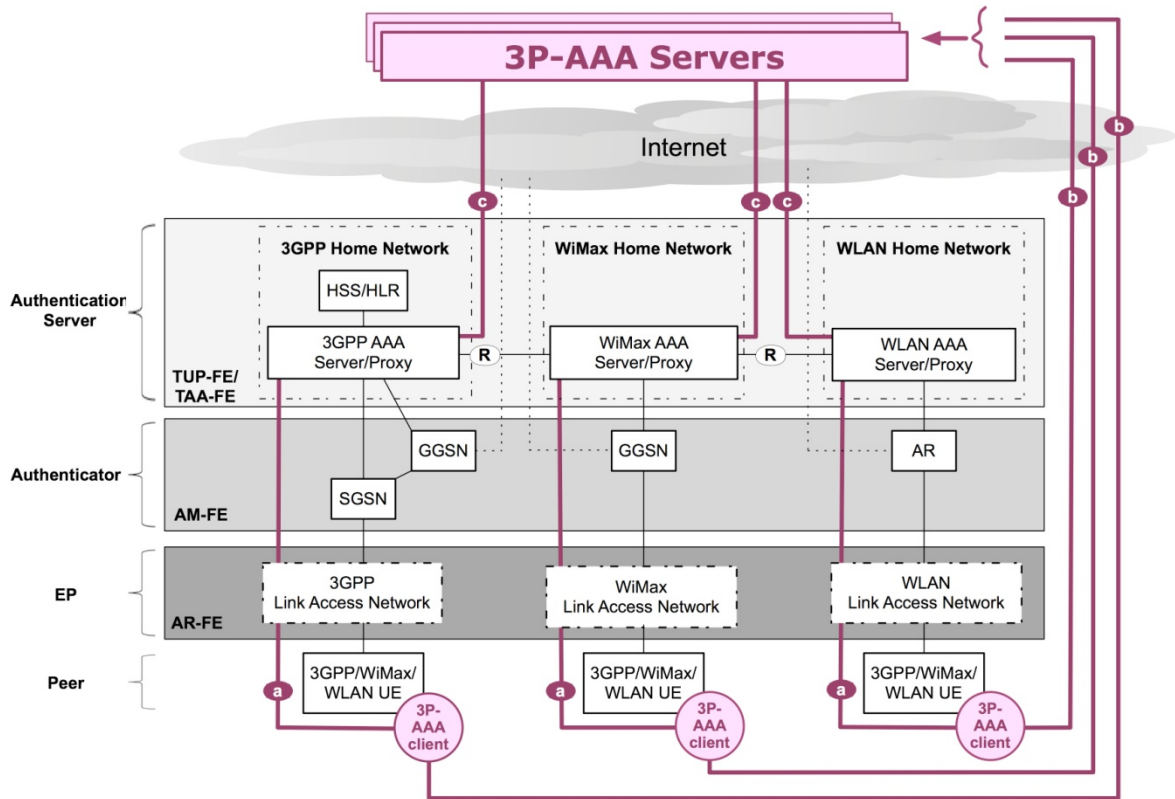 3P-AAA Servers
Internet
b
b
b
c
c
c
3GPP Home Network
WiMax Home Network
WLAN Home Network
HSS/HLR
Authentication
Server
3GPP AAA
Server/Proxy
R
WiMax AAA
Server/Proxy
R
WLAN AAA
Server/Proxy
TUP-FE/
TAA-FE
Authenticator
GGSN
GGSN
AR
SGSN
AM-FE
EP
3GPP
Link Access Network
WiMax
Link Access Network
WLAN
Link Access Network
AR-FE
Peer
a
3GPP/WiMax/
WLAN UE
a
3GPP/WiMax/
WLAN UE
a
3GPP/WiMax/
WLAN UE
3P-
AAA
client
3P-
AAA
client
3P-
AAA
client